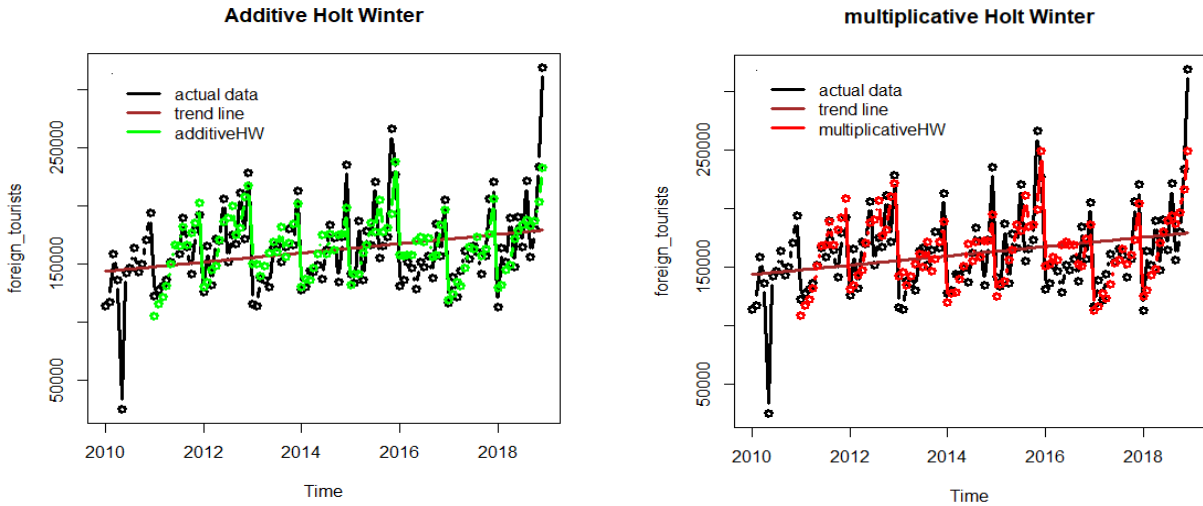 Additive Holt Winter
actual data
trend line
additiveHW
foreign_tourists
250000
150000
50000
2010 2012 2014 2016 2018
Time
multiplicative Holt Winter
actual data
trend line
multiplicativeHW
foreign_tourists
250000
150000
50000
2010 2012 2014 2016 2018
Time